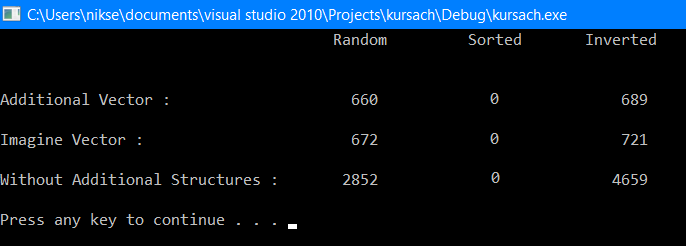 C:\Users\nikse\documents\visual studio 2010\Projects\kursach\Debug\kursach.exe
Random Sorted Inverted
Additional Vector : 660 0 689
Imagine Vector : 672 0 721
Without Additional Structures : 2852 0 4659
Press any key to continue . . .